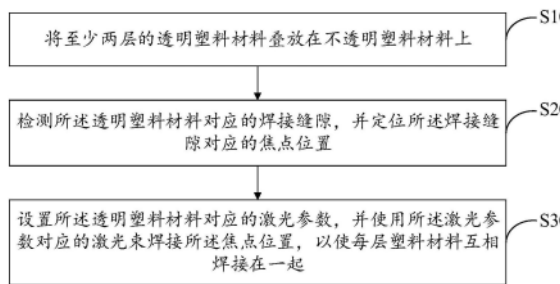 S10
将至少两层的透明塑料材料叠放在不透明塑料材料上
S20
检测所述透明塑料材料对应的焊接缝隙，并定位所述焊接缝
隙对应的焦点位置
S30
设置所述透明塑料材料对应的激光参数，并使用所述激光参
数对应的激光束焊接所述焦点位置，以使每层塑料材料互相
焊接在一起